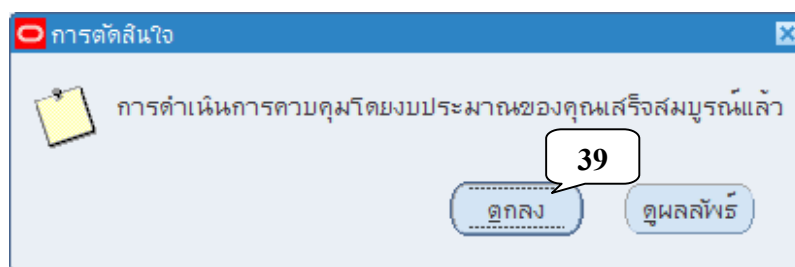 การตัดสินใจ
การดำเนินการควบคุมโดยงบประมาณของคุณเสร็จสมบูรณ์แล้ว
39
ตกลง
ดูผลลัพธ์